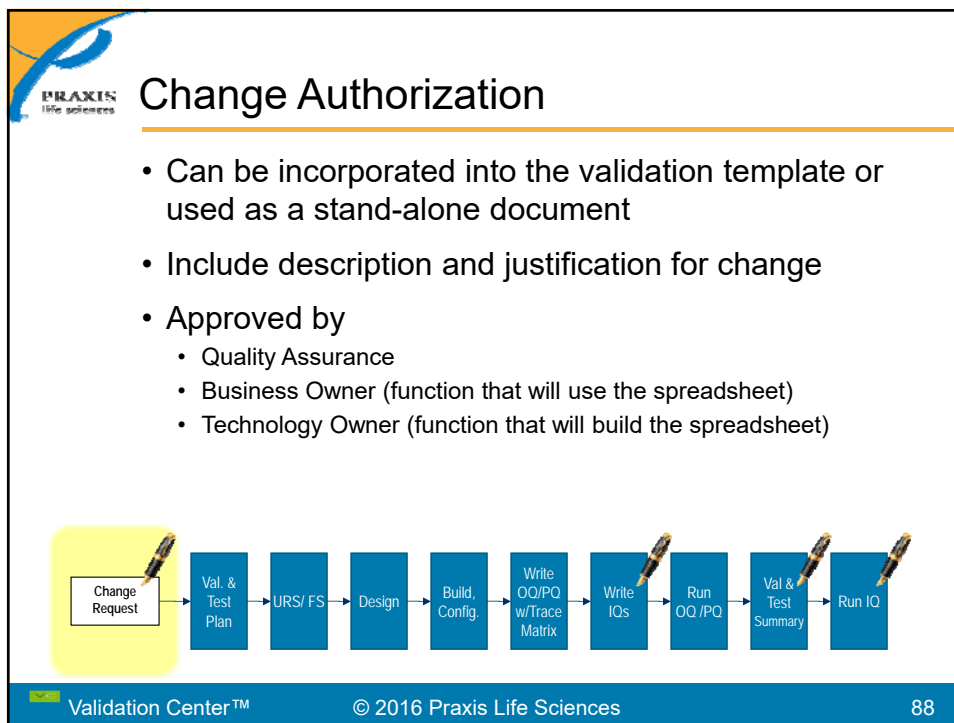 PRAXIS
life sciences
Change Authorization
• Can be incorporated into the validation template or
used as a stand-alone document
• Include description and justification for change
• Approved by
• Quality Assurance
• Business Owner (function that will use the spreadsheet)
• Technology Owner (function that will build the spreadsheet)
Change
Request
Val. &
Test
Plan
URS/ FS
Design
Build,
Config.
Write
OQ/PQ
w/Trace
Matrix
Write
IQs
Run
OQ /PQ
Val &
Test
Summary
Run IQ
VC
Validation Center™
© 2016 Praxis Life Sciences
88